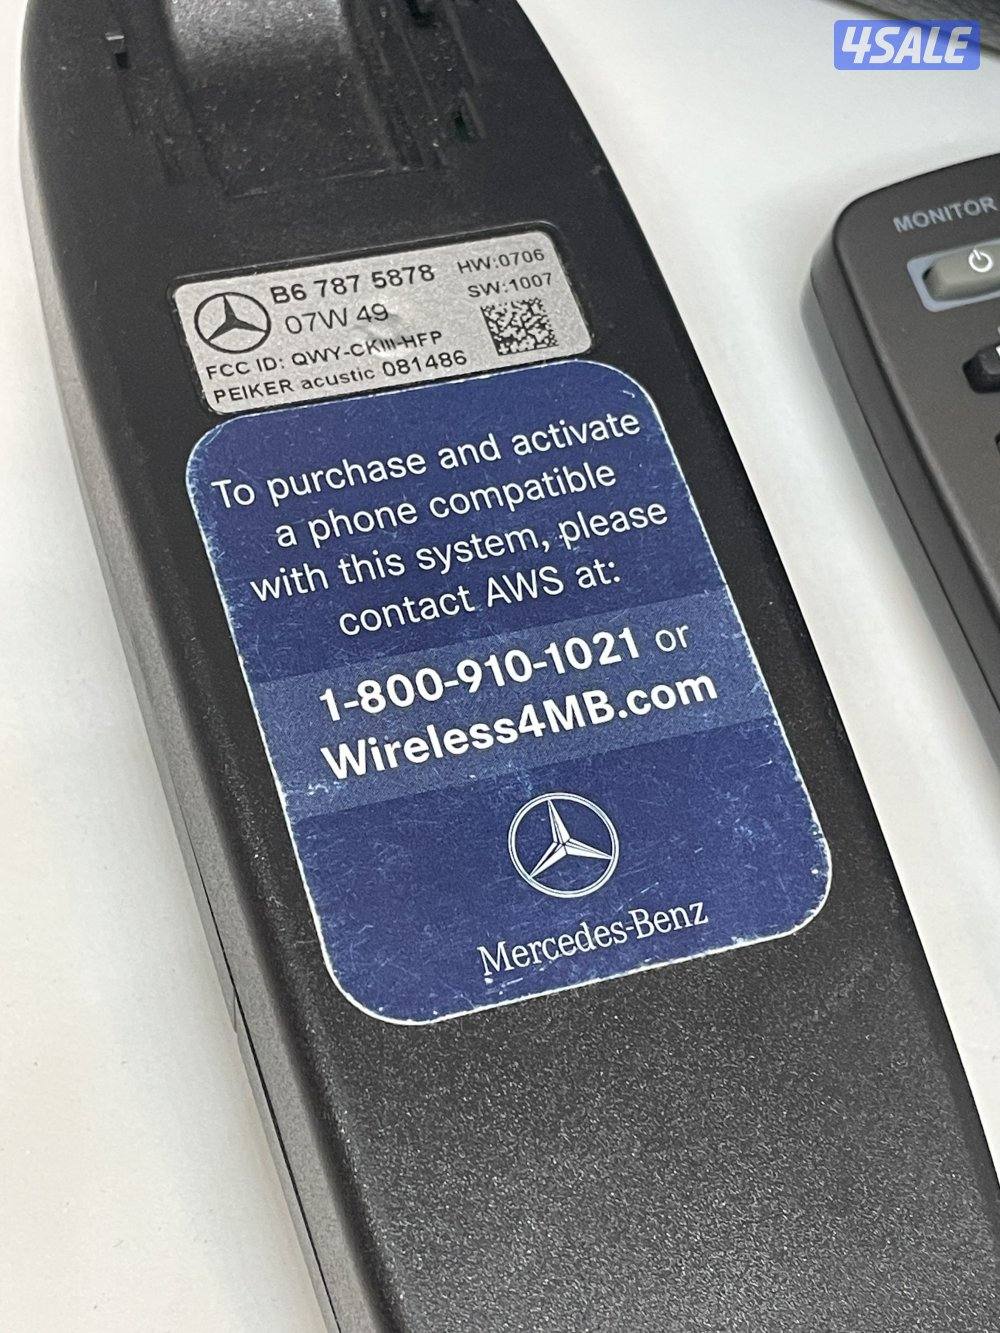 4SALE
MONITOR
B6 787 5878
HW:0706
07W 49
SW:1007
FCC ID: QWY-CKIII-HFP
PEIKER acustic 081486
To purchase and activate
a phone compatible
with this system, please
contact AWS at:
1-800-910-1021 or
Wireless4MB.com
Mercedes-Benz